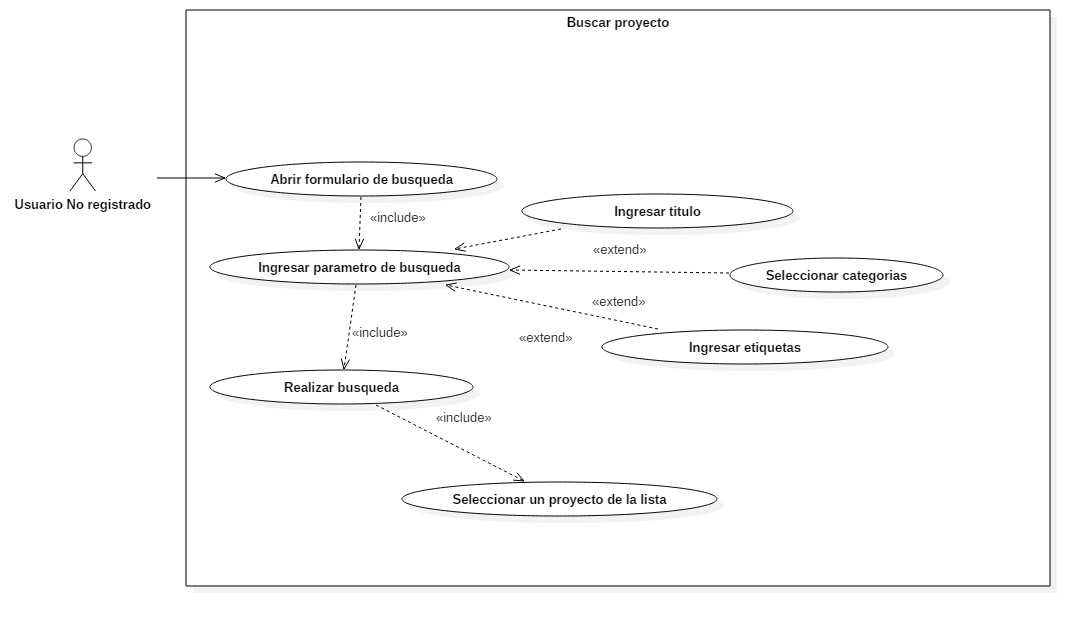 Buscar proyecto
Usuario No registrado
Abrir formulario de busqueda
«include»
Ingresar titulo
«extend»
Ingresar parametro de busqueda
Seleccionar categorias
«extend»
«include»
«extend»
Ingresar etiquetas
Realizar busqueda
«include»
Seleccionar un proyecto de la lista